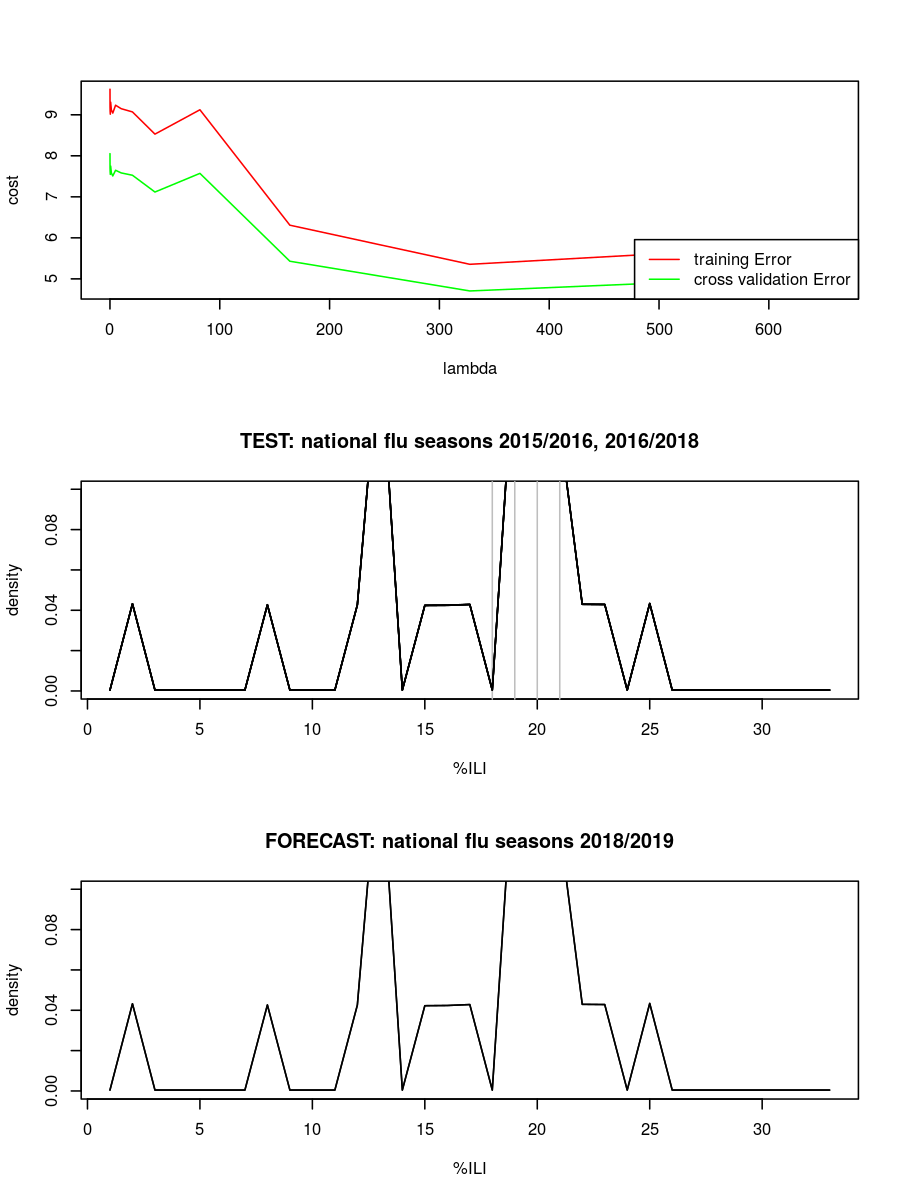 9
8
7
6
5
cost
training Error
cross validation Error
0 100 200 300 400 500 600
lambda
TEST: national flu seasons 2015/2016, 2016/2018
0.08
0.04
0.00
density
0 5 10 15 20 25 30
%ILI
FORECAST: national flu seasons 2018/2019
0.08
0.04
0.00
density
0 5 10 15 20 25 30
%ILI